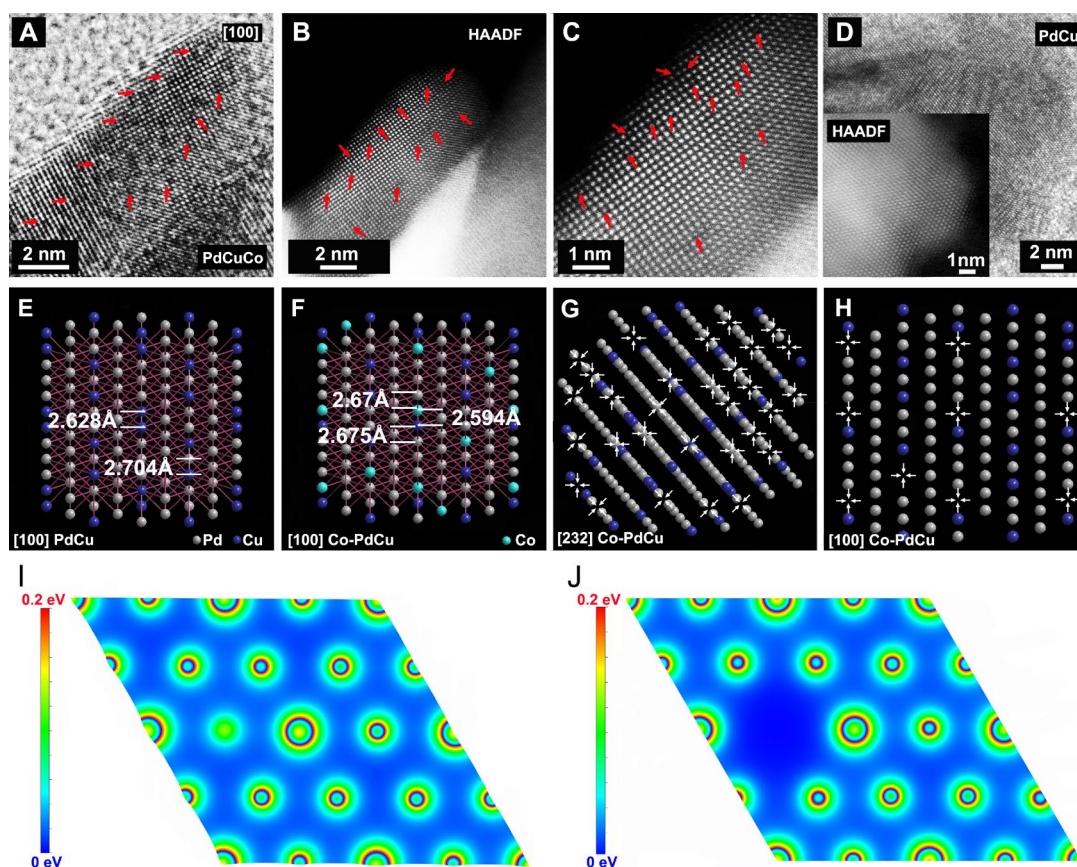 A
[100]
2 nm
PdCuCo
B
HAADF
2 nm
C
1 nm
D
PdCu
HAADF
1nm
2 nm
E
2.628Å
2.704Å
[100] PdCu
Pd
Cu
F
2.67Å
2.594Å
2.675Å
[100] Co-PdCu
Co
G
[232] Co-PdCu
H
[100] Co-PdCu
I
0.2 eV
0 eV
J
0.2 eV
0 eV